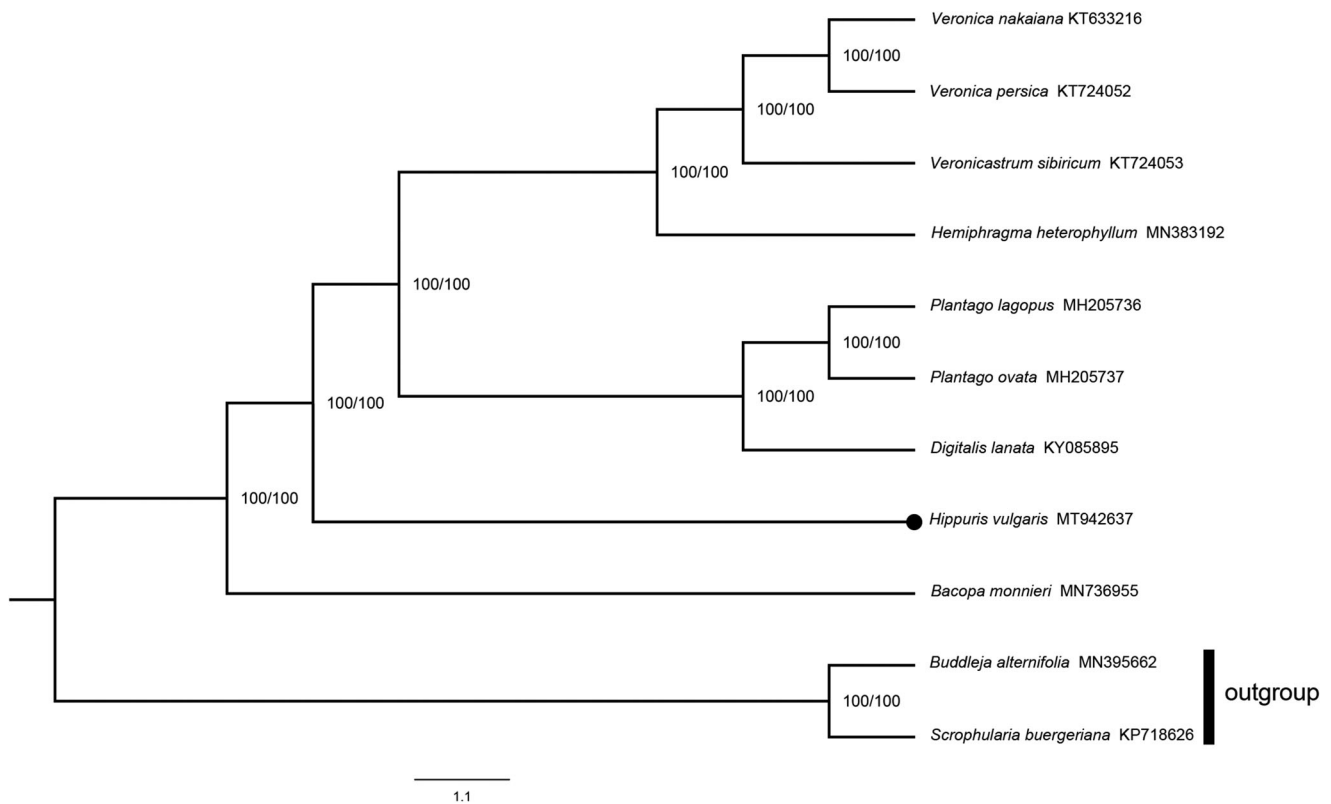 Veronica nakaiana KT633216
100/100
Veronica persica KT724052
100/100
Veronicastrum sibiricum KT724053
100/100
Hemiphragma heterophyllum MN383192
100/100
Plantago lagopus MH205736
100/100
Plantago ovata MH205737
100/100
100/100
Digitalis lanata KY085895
100/100
Hippuris vulgaris MT942637
Bacopa monnieri MN736955
Buddleja alternifolia MN395662
100/100
outgroup
Scrophularia buergeriana KP718626
1.1